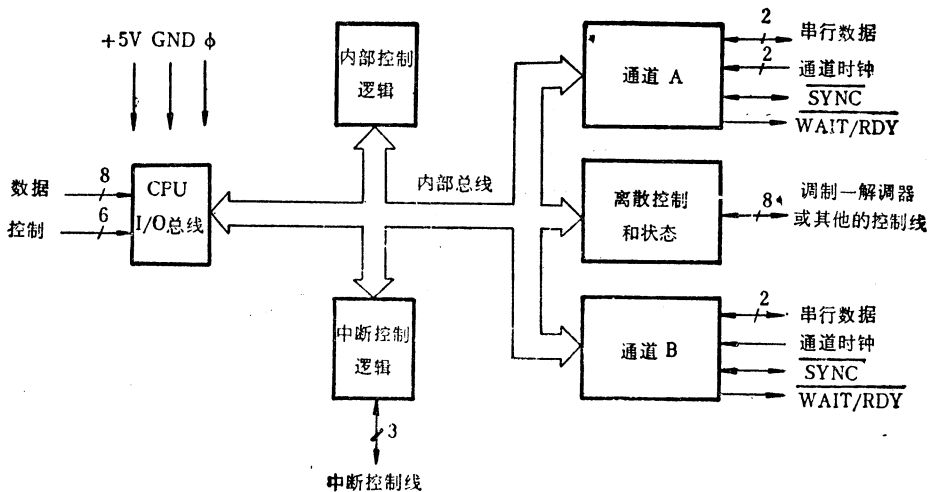 +5V GND ϕ
数据
8
控制
6
CPU
I/O总线
内部控制
逻辑
内部总线
中断控制
逻辑
3
中断控制线
通道 A
2
串行数据
2
通道时钟
SYNC
WAIT/RDY
离散控制
和状态
8
调制一解调器
或其他的控制线
通道 B
2
串行数据
通道时钟
SYNC
WAIT/RDY